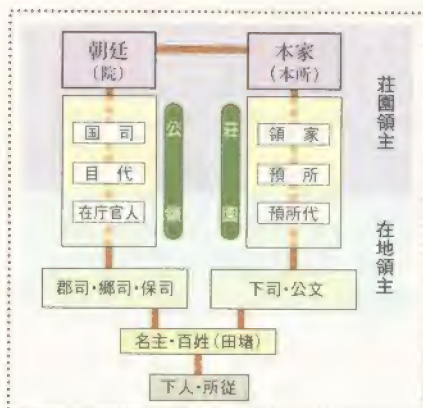 朝廷
(院)
本家
(本所)
国司
目代
在庁官人
公領
荘園
領家
預所
預所代
荘園領主
在地領主
郡司・郷司・保司
下司・公文
名主・百姓(田堵)
下人・所従